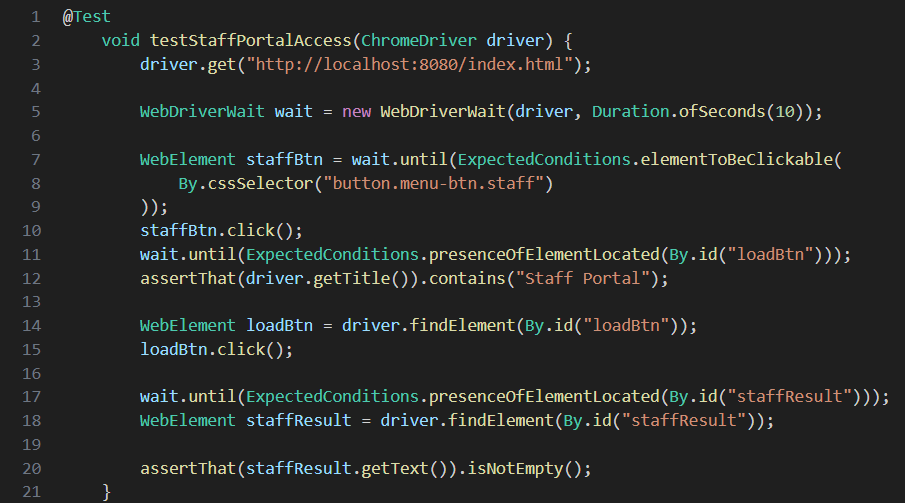 1 @Test
2     void testStaffPortalAccess(ChromeDriver driver) {
3         driver.get("http://localhost:8080/index.html");
4
5         WebDriverWait wait = new WebDriverWait(driver, Duration.ofSeconds(10));
6
7         WebElement staffBtn = wait.until(ExpectedConditions.elementToBeClickable(
8             By.cssSelector("button.menu-btn.staff")
9         ));
10         staffBtn.click();
11         wait.until(ExpectedConditions.presenceOfElementLocated(By.id("loadBtn")));
12         assertThat(driver.getTitle()).contains("Staff Portal");
13
14         WebElement loadBtn = driver.findElement(By.id("loadBtn"));
15         loadBtn.click();
16
17         wait.until(ExpectedConditions.presenceOfElementLocated(By.id("staffResult")));
18         WebElement staffResult = driver.findElement(By.id("staffResult"));
19
20         assertThat(staffResult.getText()).isNotEmpty();
21     }